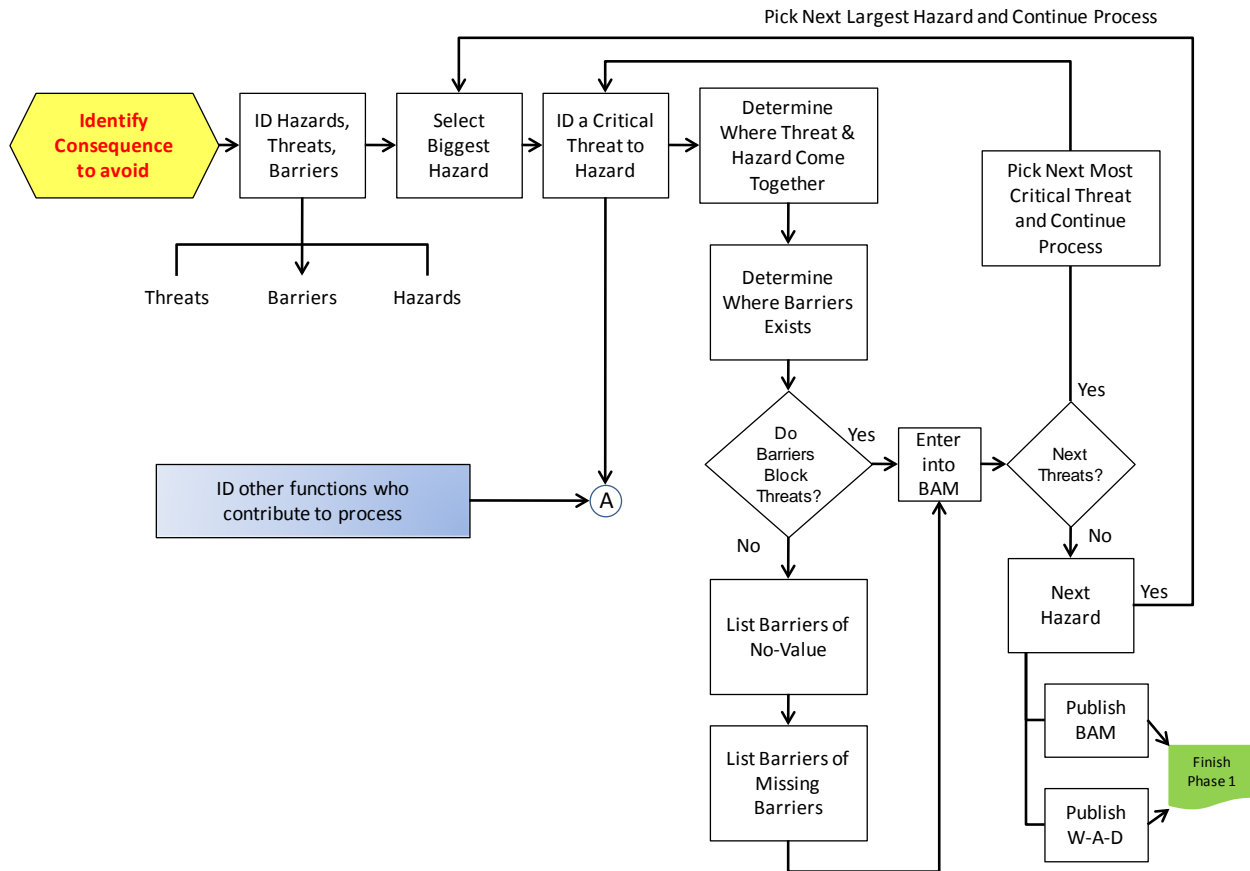 Pick Next Largest Hazard and Continue Process
Identify
Consequence
to avoid
ID Hazards,
Threats,
Barriers
Select
Biggest
Hazard
ID a Critical
Threat to
Hazard
Determine
Where Threat &
Hazard Come
Together
Pick Next Most
Critical Threat
and Continue
Process
Threats
Barriers
Hazards
Determine
Where Barriers
Exists
Do
Barriers
Block
Threats?
Yes
Enter
into
BAM
Next
Threats?
Yes
ID other functions who
contribute to process
A
No
No
List Barriers of
No-Value
Next
Hazard
Yes
List Barriers of
Missing
Barriers
Publish
BAM
Publish
W-A-D
Finish
Phase 1